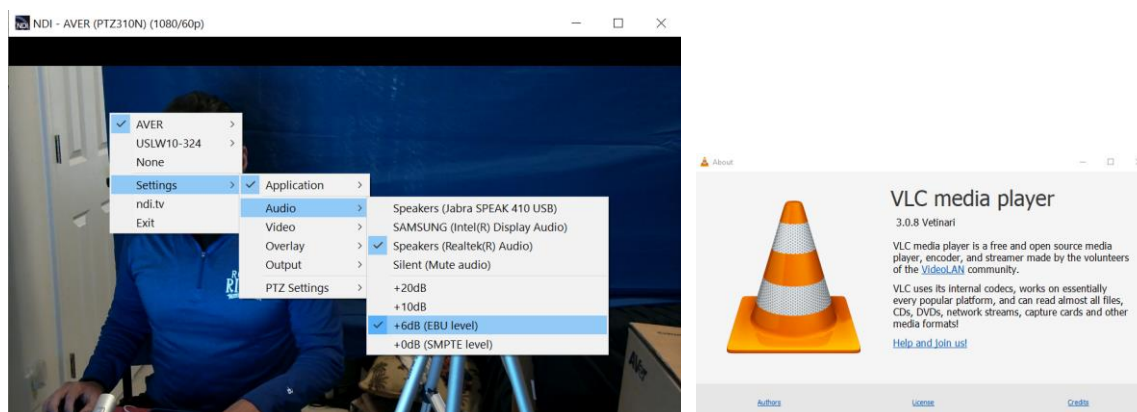 NDI - AVER (PTZ310N) (1080/60p)
AVER
USLW10-324
None
Settings
ndi.tv
Exit
Application
Audio
Video
Overlay
Output
PTZ Settings
Speakers (Jabra SPEAK 410 USB)
SAMSUNG (Intel(R) Display Audio)
Speakers (Realtek(R) Audio)
Silent (Mute audio)
+20dB
+10dB
+6dB (EBU level)
+0dB (SMPTE level)
About
VLC media player
3.0.8 Vetinari
VLC media player is a free and open source media
player, encoder, and streamer made by the volunteers
of the VideoLAN community.
VLC uses its internal codecs, works on essentially
every popular platform, and can read almost all files,
CDs, DVDs, network streams, capture cards and other
media formats!
Help and join us!
Authors
License
Credits